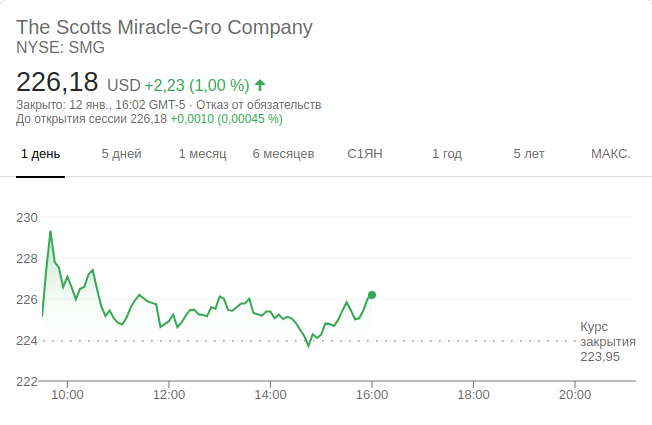 The Scotts Miracle-Gro Company
NYSE: SMG
226,18 USD +2,23 (1,00 %)
Закрыто: 12 янв., 16:02 GMT-5 · Отказ от обязательств
До открытия сессии 226,18 +0,0010 (0,00045 %)
1 день 5 дней 1 месяц 6 месяцев С1ЯН 1 год 5 лет МАКС.
230
228
226
224
222
Курс
закрытия
223,95
10:00 12:00 14:00 16:00 18:00 20:00